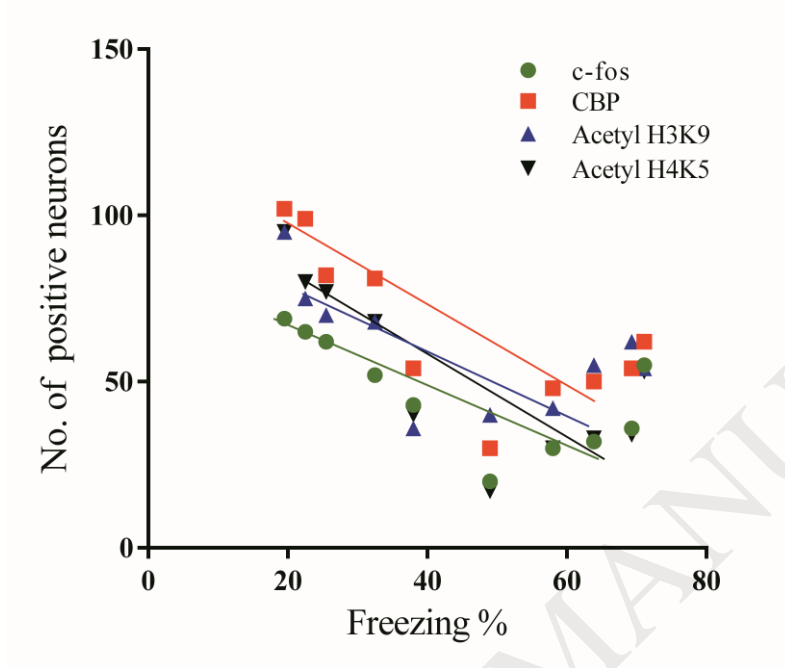 150
c-fos
CBP
Acetyl H3K9
Acetyl H4K5
100
No. of positive neurons
50
0
0 20 40 60 80
Freezing %
MANU